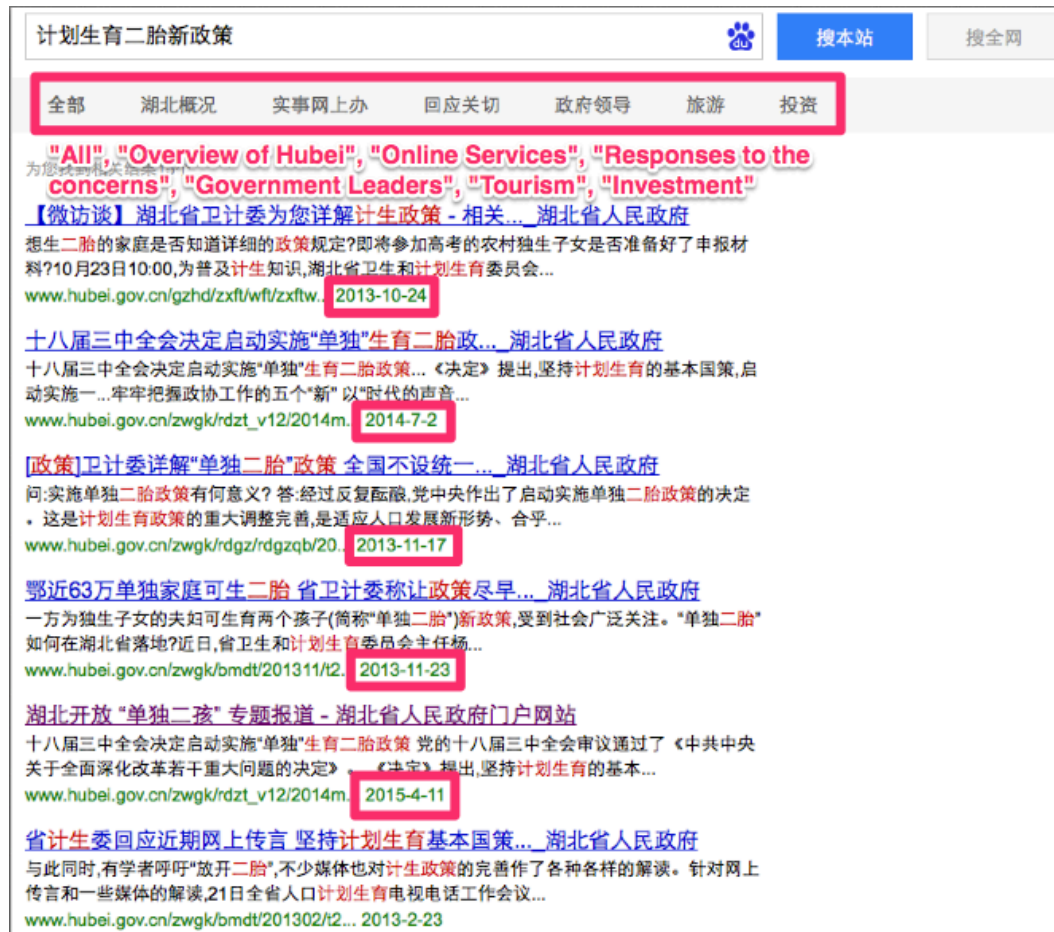 计划生育二胎新政策
du
搜本站
搜全网
全部 湖北概况 实事网上办 回应关切 政府领导 旅游 投资
"All", "Overview of Hubei", "Online Services", "Responses to the
concerns", "Government Leaders", "Tourism", "Investment"
为您找到相关结果
【微访谈】湖北省卫计委为您详解计生政策 - 相关..._湖北省人民政府
想生二胎的家庭是否知道详细的政策规定?即将参加高考的农村独生子女是否准备好了申报材
料?10月23日10:00,为普及计生知识,湖北省卫生和计划生育委员会...
www.hubei.gov.cn/gzhd/zxft/wft/zxftw... 2013-10-24
十八届三中全会决定启动实施“单独”生育二胎政..._湖北省人民政府
十八届三中全会决定启动实施“单独”生育二胎政策...《决定》提出,坚持计划生育的基本国策,启
动实施一...牢牢把握政协工作的五个“新” 以“时代的声音...
www.hubei.gov.cn/zwgk/rdzt_v12/2014m... 2014-7-2
[政策]卫计委详解“单独二胎”政策 全国不设统一..._湖北省人民政府
问:实施单独二胎政策有何意义? 答:经过反复酝酿,党中央作出了启动实施单独二胎政策的决定
。这是计划生育政策的重大调整完善,是适应人口发展新形势、合乎...
www.hubei.gov.cn/zwgk/rdgz/rdgzqb/20... 2013-11-17
鄂近63万单独家庭可生二胎 省卫计委称让政策尽早..._湖北省人民政府
一方为独生子女的夫妇可生育两个孩子(简称“单独二胎”)新政策,受到社会广泛关注。“单独二胎”
如何在湖北省落地?近日,省卫生和计划生育委员会主任杨...
www.hubei.gov.cn/zwgk/bmdt/201311/t2... 2013-11-23
湖北开放 “单独二孩” 专题报道 - 湖北省人民政府门户网站
十八届三中全会决定启动实施“单独”生育二胎政策 党的十八届三中全会审议通过了《中共中央
关于全面深化改革若干重大问题的决定》。 《决定》提出,坚持计划生育的基本...
www.hubei.gov.cn/zwgk/rdzt_v12/2014m... 2015-4-11
省计生委回应近期网上传言 坚持计划生育基本国策..._湖北省人民政府
与此同时,有学者呼吁“放开二胎”,不少媒体也对计生政策的完善作了各种各样的解读。针对网上
传言和一些媒体的解读,21日全省人口计划生育电视电话工作会议...
www.hubei.gov.cn/zwgk/bmdt/201302/t2... 2013-2-23